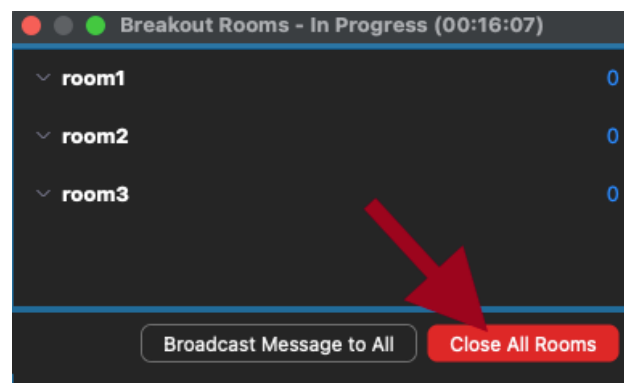 Breakout Rooms - In Progress (00:16:07)
room1 0
room2 0
room3 0
Broadcast Message to All Close All Rooms